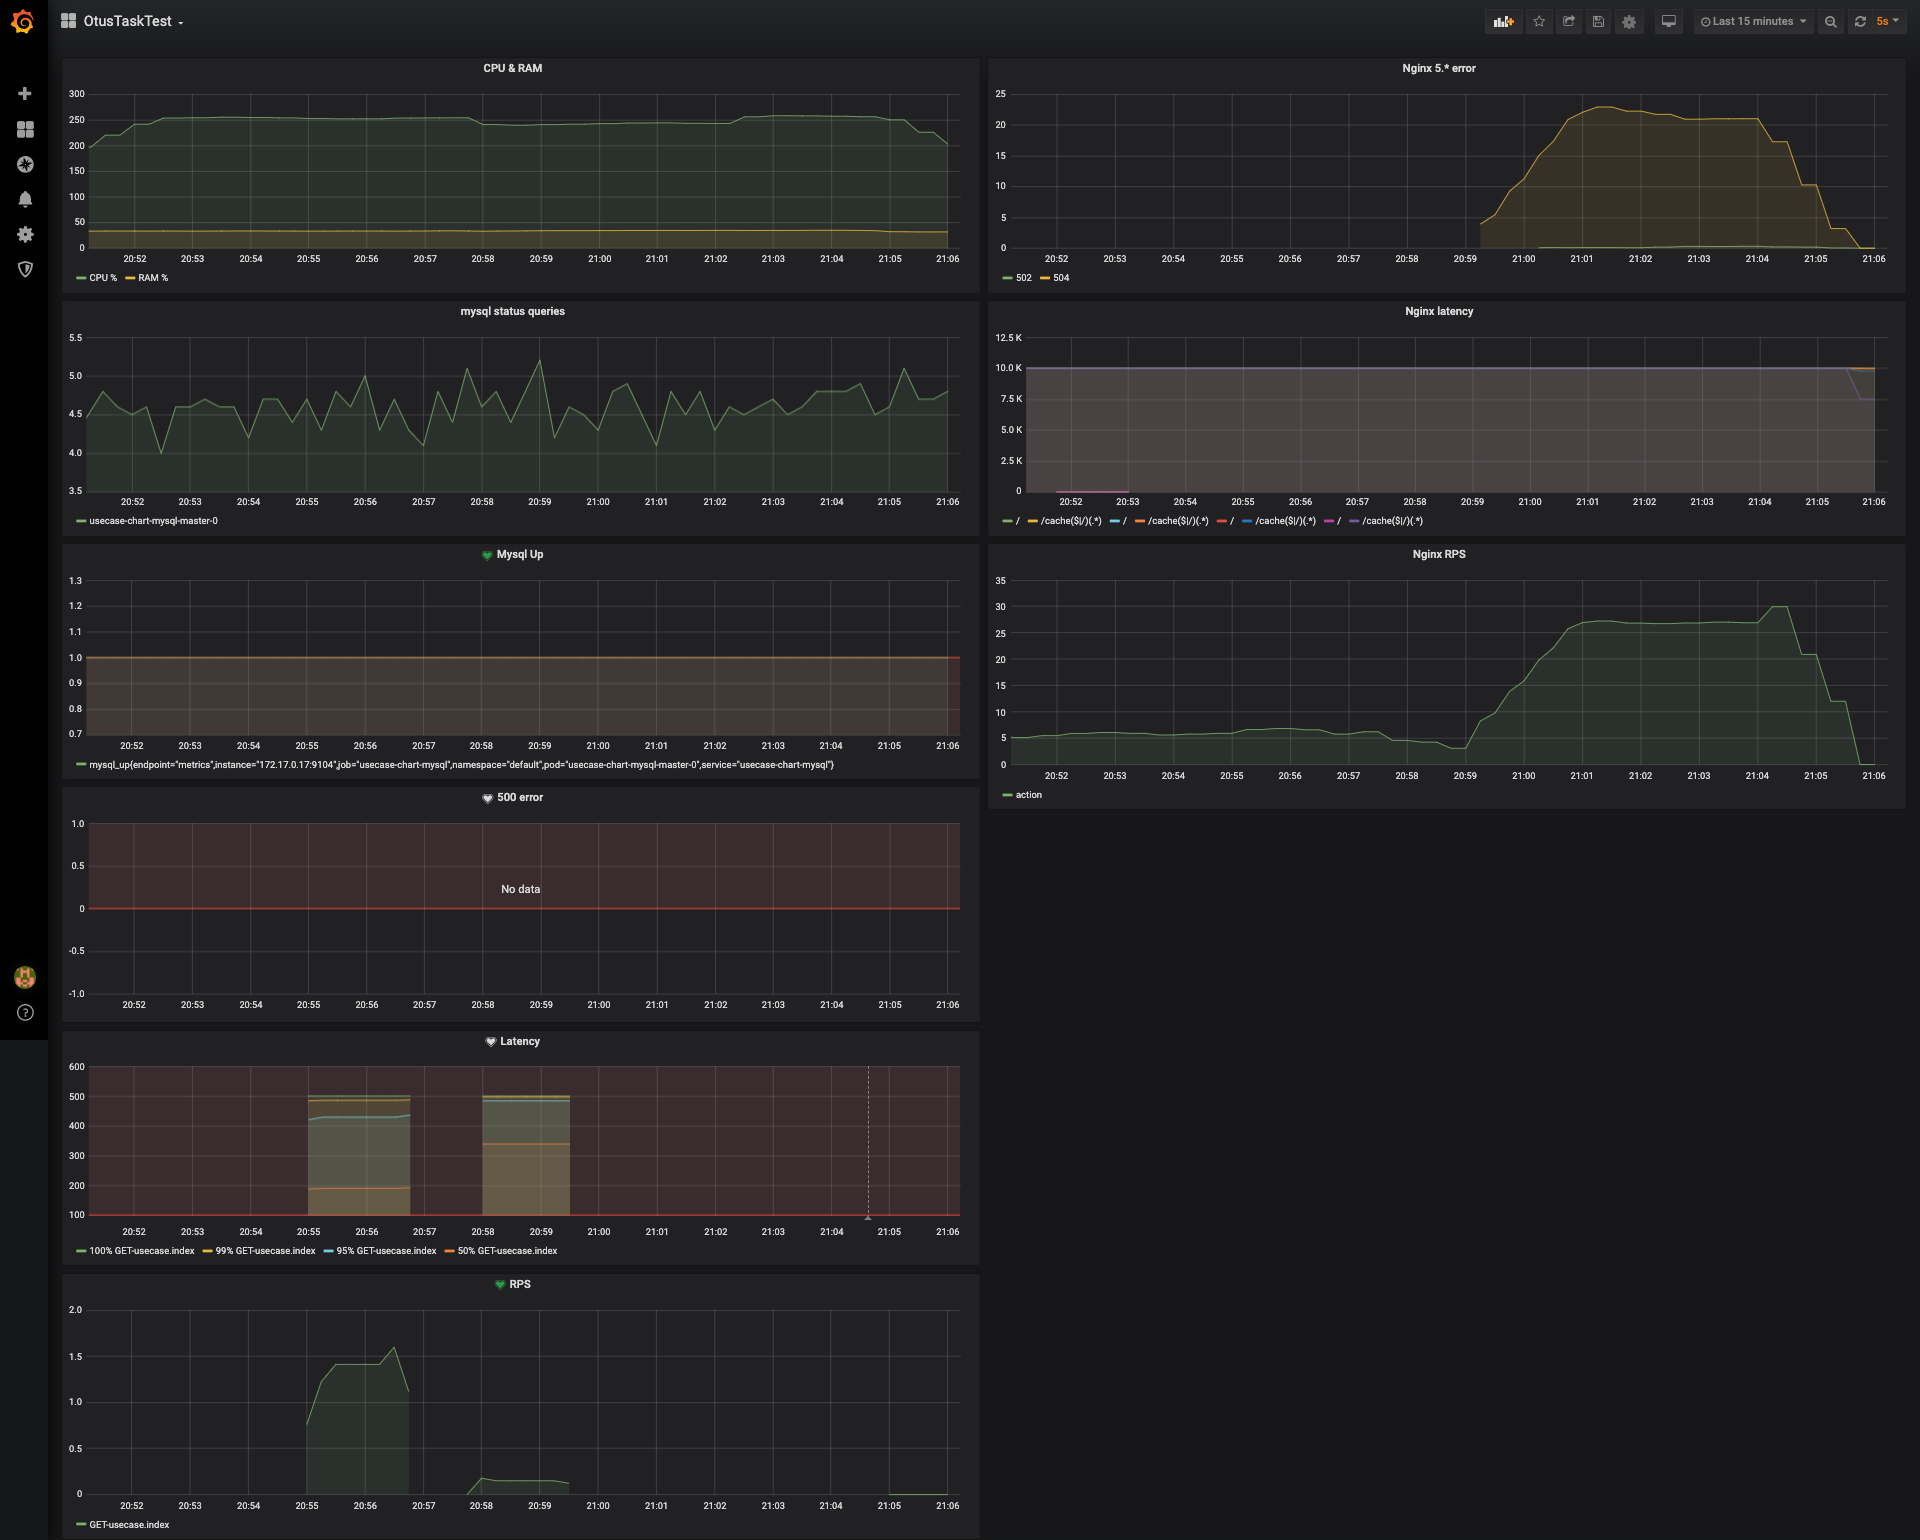 OtusTaskTest
Last 15 minutes
5s
CPU & RAM
300
250
200
150
100
50
0
20:52 20:53 20:54 20:55 20:56 20:57 20:58 20:59 21:00 21:01 21:02 21:03 21:04 21:05 21:06
CPU % RAM %
Nginx 5.* error
25
20
15
10
5
0
20:52 20:53 20:54 20:55 20:56 20:57 20:58 20:59 21:00 21:01 21:02 21:03 21:04 21:05 21:06
502 504
mysql status queries
5.5
5.0
4.5
4.0
3.5
20:52 20:53 20:54 20:55 20:56 20:57 20:58 20:59 21:00 21:01 21:02 21:03 21:04 21:05 21:06
usecase-chart-mysql-master-0
Nginx latency
12.5 K
10.0 K
7.5 K
5.0 K
2.5 K
0
20:52 20:53 20:54 20:55 20:56 20:57 20:58 20:59 21:00 21:01 21:02 21:03 21:04 21:05 21:06
/ /cache($|/)(.*) / /cache($|/)(.*) / /cache($|/)(.*) / /cache($|/)(.*)
Mysql Up
1.3
1.2
1.1
1.0
0.9
0.8
0.7
20:52 20:53 20:54 20:55 20:56 20:57 20:58 20:59 21:00 21:01 21:02 21:03 21:04 21:05 21:06
mysql_up{endpoint="metrics",instance="172.17.0.17:9104",job="usecase-chart-mysql",namespace="default",pod="usecase-chart-mysql-master-0",service="usecase-chart-mysql"}
Nginx RPS
35
30
25
20
15
10
5
0
20:52 20:53 20:54 20:55 20:56 20:57 20:58 20:59 21:00 21:01 21:02 21:03 21:04 21:05 21:06
action
500 error
1.0
0.5
No data
0
-0.5
-1.0
20:52 20:53 20:54 20:55 20:56 20:57 20:58 20:59 21:00 21:01 21:02 21:03 21:04 21:05 21:06
Latency
600
500
400
300
200
100
20:52 20:53 20:54 20:55 20:56 20:57 20:58 20:59 21:00 21:01 21:02 21:03 21:04 21:05 21:06
100% GET-usecase.index 99% GET-usecase.index 95% GET-usecase.index 50% GET-usecase.index
RPS
2.0
1.5
1.0
0.5
0
20:52 20:53 20:54 20:55 20:56 20:57 20:58 20:59 21:00 21:01 21:02 21:03 21:04 21:05 21:06
GET-usecase.index